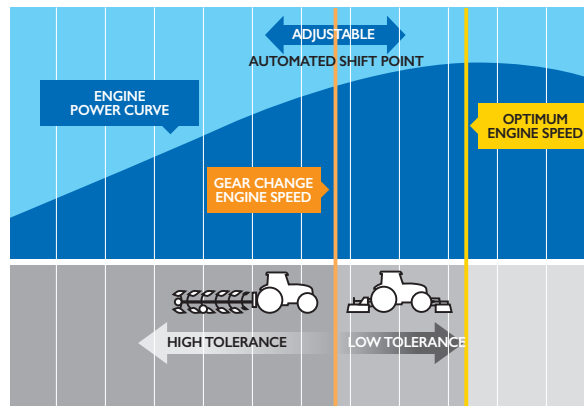 ADJUSTABLE
AUTOMATED SHIFT POINT
ENGINE
POWER CURVE
OPTIMUM
ENGINE SPEED
GEAR CHANGE
ENGINE SPEED
HIGH TOLERANCE
LOW TOLERANCE